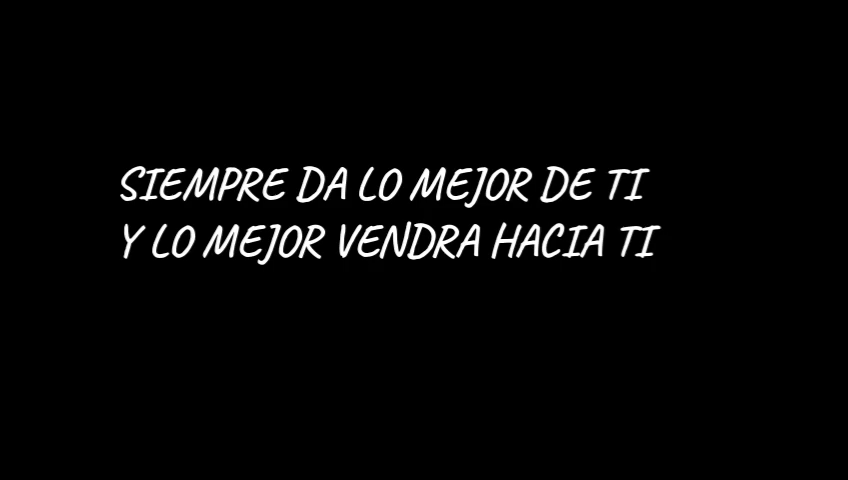 SIEMPRE DA LO MEJOR DE TI
Y LO MEJOR VENDRA HACIA TI